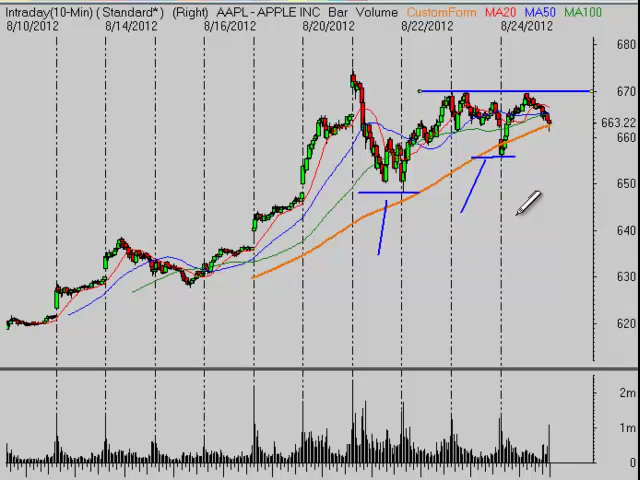 Intraday(10-Min) (Standard*) (Right) AAPL - APPLE INC Bar Volume CustomForm MA20 MA50 MA100
8/10/2012 8/14/2012 8/16/2012 8/20/2012 8/22/2012 8/24/2012
680
670
663.22
660
650
640
630
620
2m
1m
0